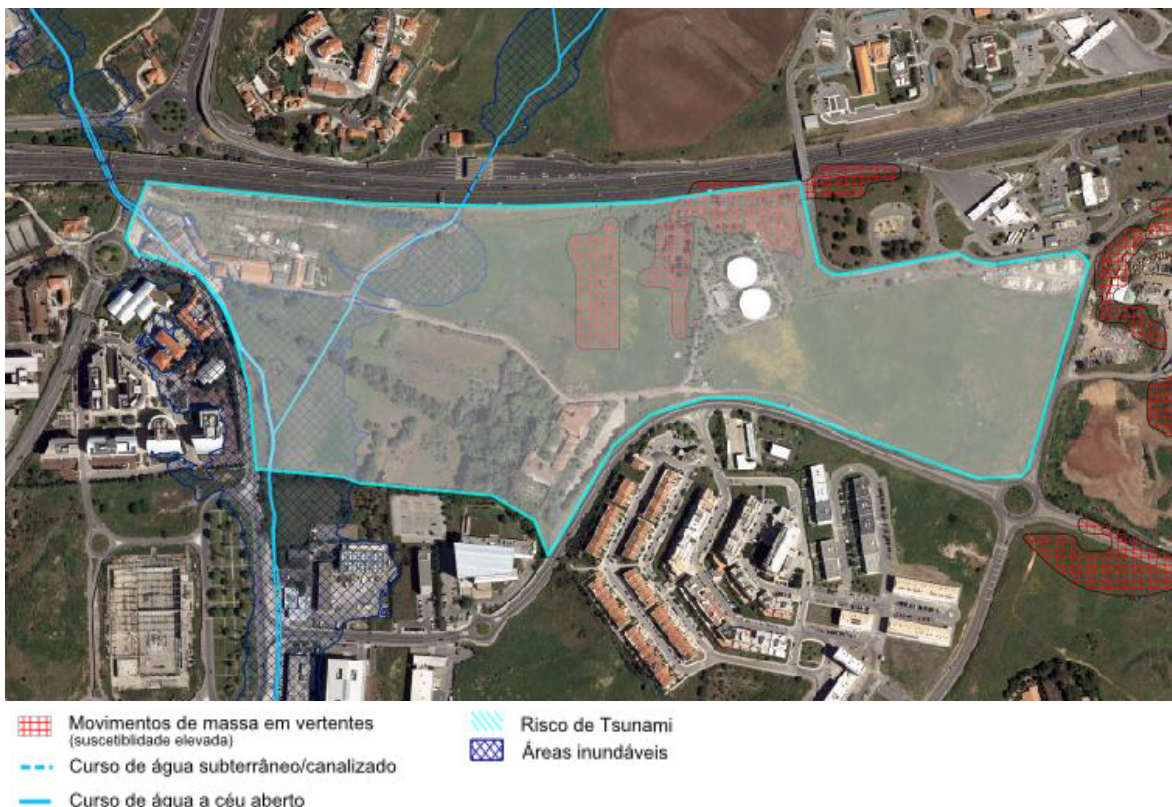 Movimentos de massa em vertentes
(suscetiblidade elevada)
Curso de água subterrâneo/canalizado
Curso de água a céu aberto
Risco de Tsunami
Áreas inundáveis